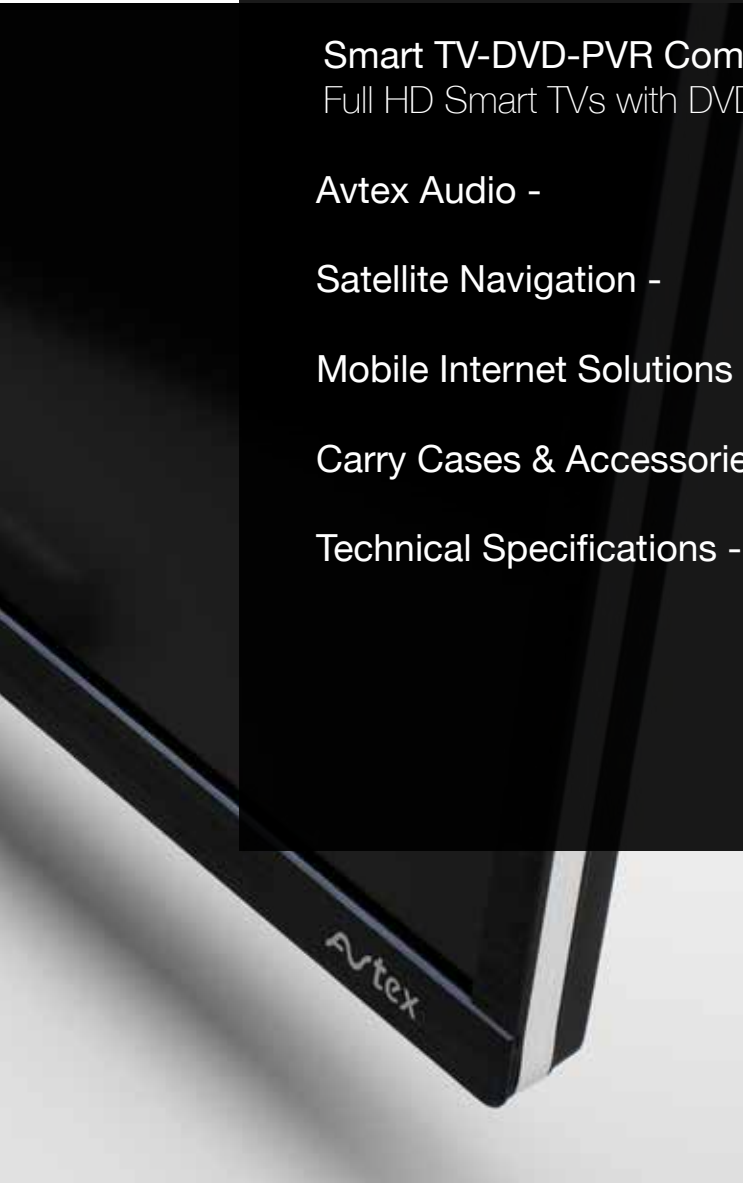 Smart TV-DVD-PVR Com
Full HD Smart TVs with DVD
Avtex Audio -
Satellite Navigation -
Mobile Internet Solutions
Carry Cases & Accessorie
Technical Specifications -
Avtex